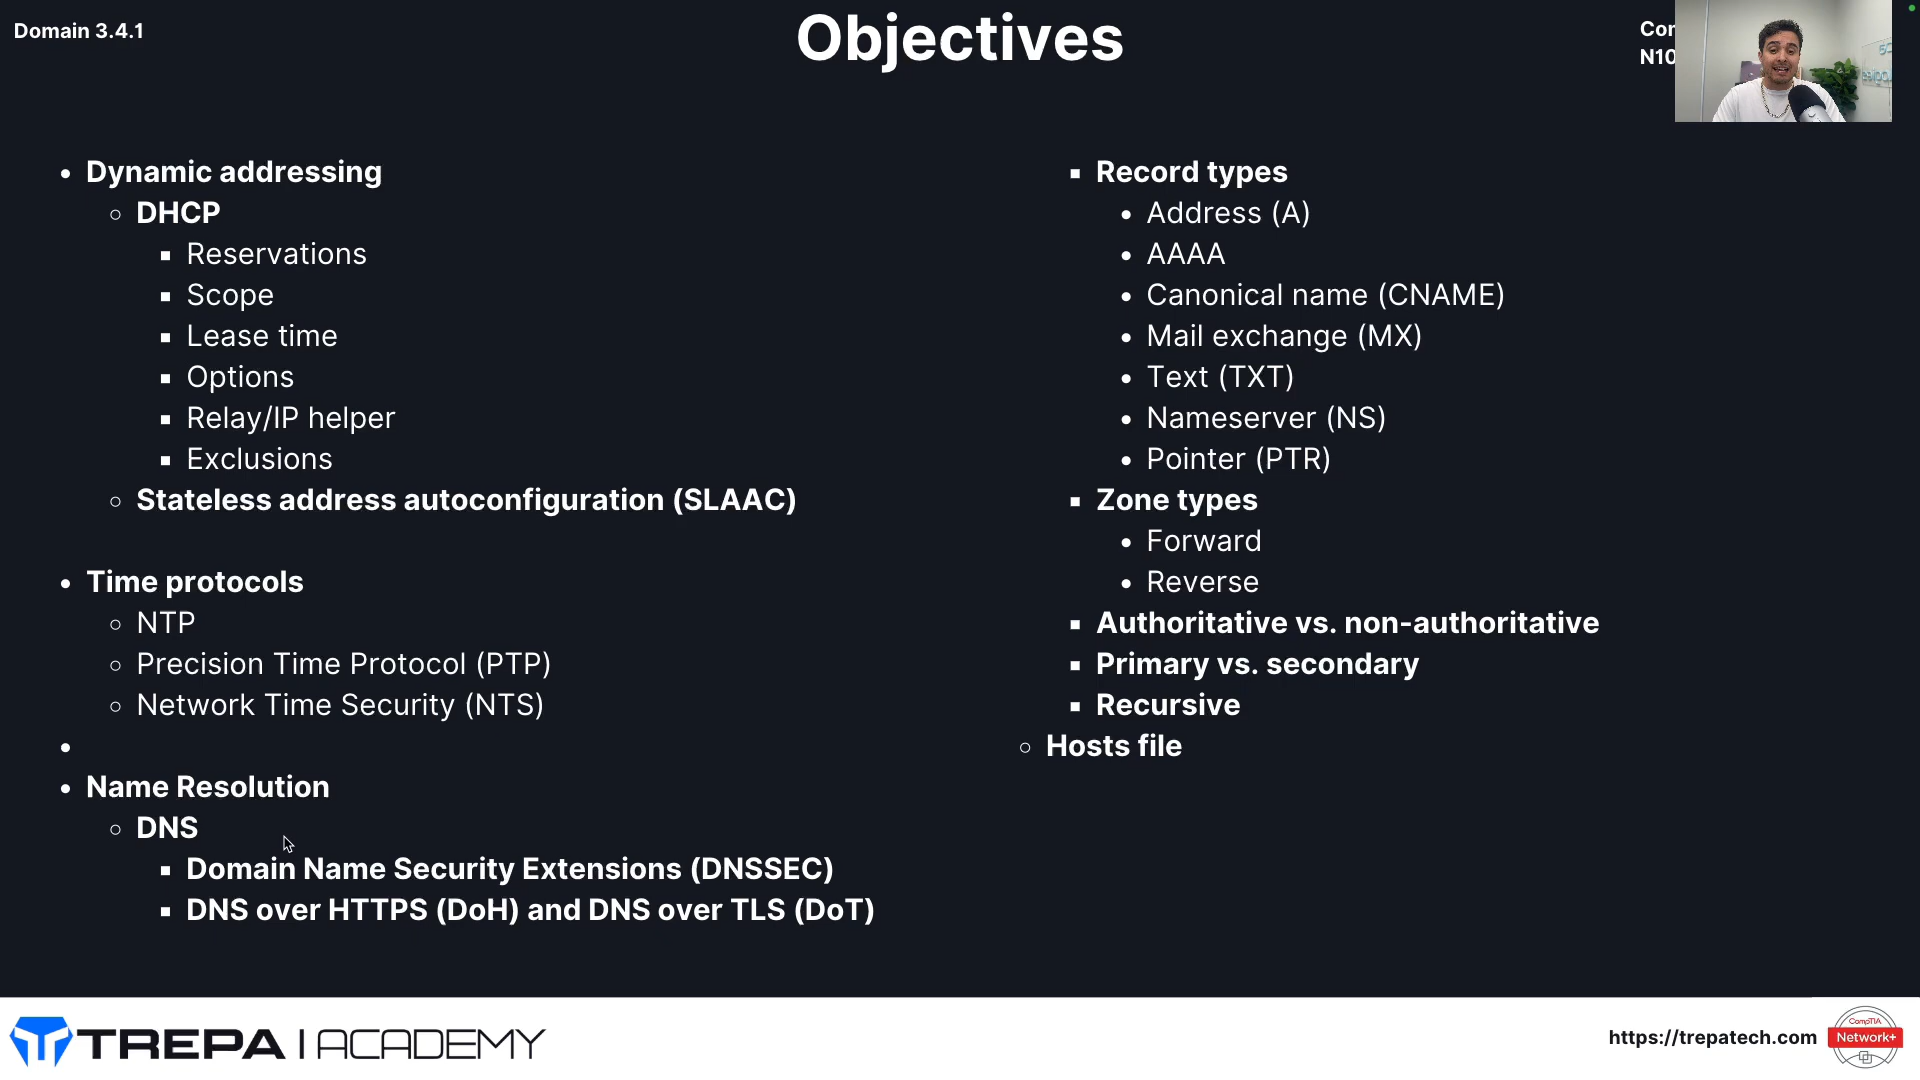 Domain 3.4.1
Objectives
Cor
N10
Dynamic addressing
DHCP
Reservations
Scope
Lease time
Options
Relay/IP helper
Exclusions
Stateless address autoconfiguration (SLAAC)
Time protocols
NTP
Precision Time Protocol (PTP)
Network Time Security (NTS)
Name Resolution
DNS
Domain Name Security Extensions (DNSSEC)
DNS over HTTPS (DoH) and DNS over TLS (DoT)
Record types
Address (A)
AAAA
Canonical name (CNAME)
Mail exchange (MX)
Text (TXT)
Nameserver (NS)
Pointer (PTR)
Zone types
Forward
Reverse
Authoritative vs. non-authoritative
Primary vs. secondary
Recursive
Hosts file
TREPA | ACADEMY
https://trepatech.com
CompTIA
Network+